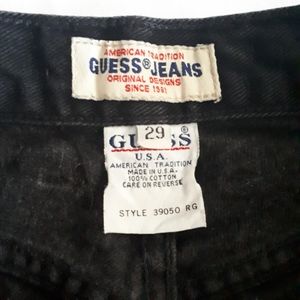 AMERICAN TRADITION
GUESS® JEANS
ORIGINAL DESIGNS
SINCE 1981
29
GUESS
U.S.A.
AMERICAN TRADITION
MADE IN U.S.A.
100% COTTON
CARE ON REVERSE
STYLE 39050 RG